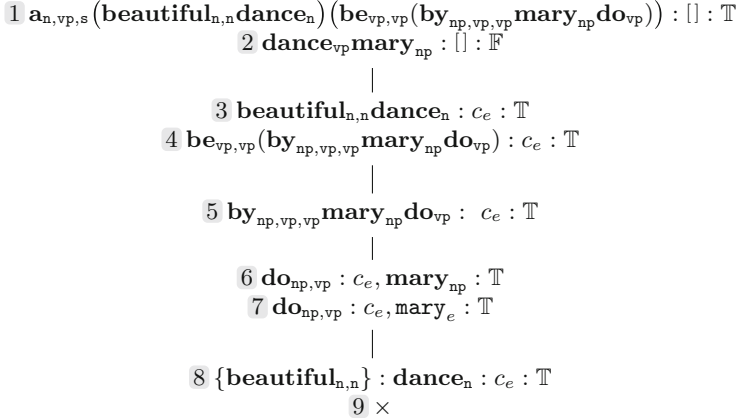 1 a_{n,vp,s}(beautiful_{n,n}dance_n)(be_{vp,vp}(by_{np,vp,vp}mary_{np}do_{vp})) : [] : 𝕋
2 dance_{vp}mary_{np} : [] : 𝔽
3 beautiful_{n,n}dance_n : c_e : 𝕋
4 be_{vp,vp}(by_{np,vp,vp}mary_{np}do_{vp}) : c_e : 𝕋
5 by_{np,vp,vp}mary_{np}do_{vp} : c_e : 𝕋
6 do_{np,vp} : c_e, mary_{np} : 𝕋
7 do_{np,vp} : c_e, mary_e : 𝕋
8 {beautiful_{n,n}} : dance_n : c_e : 𝕋
9 ×